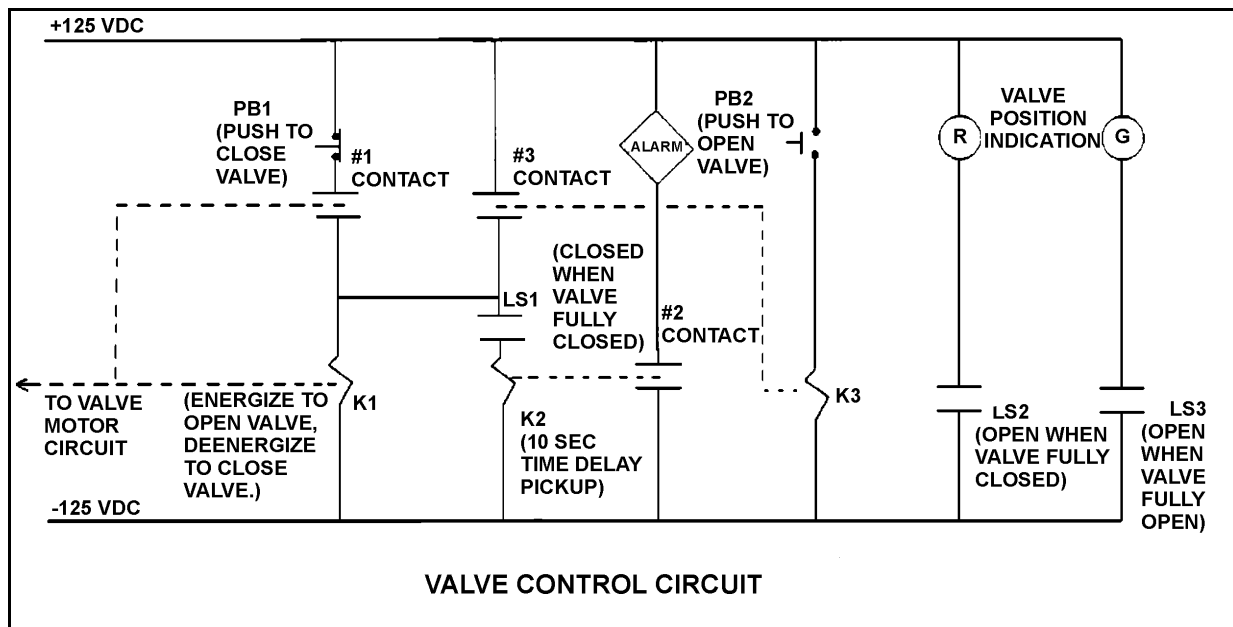 +125 VDC
PB1
(PUSH TO
CLOSE
VALVE)
#1
CONTACT
#3
CONTACT
ALARM
PB2
(PUSH TO
OPEN
VALVE)
R
VALVE
POSITION
INDICATION
G
LS1
(CLOSED
WHEN
VALVE
FULLY
CLOSED)
#2
CONTACT
TO VALVE
MOTOR
CIRCUIT
(ENERGIZE TO
OPEN VALVE,
DEENERGIZE
TO CLOSE
VALVE.)
K1
K2
(10 SEC
TIME DELAY
PICKUP)
K3
LS2
(OPEN WHEN
VALVE FULLY
CLOSED)
LS3
(OPEN
WHEN
VALVE
FULLY
OPEN)
-125 VDC
VALVE CONTROL CIRCUIT